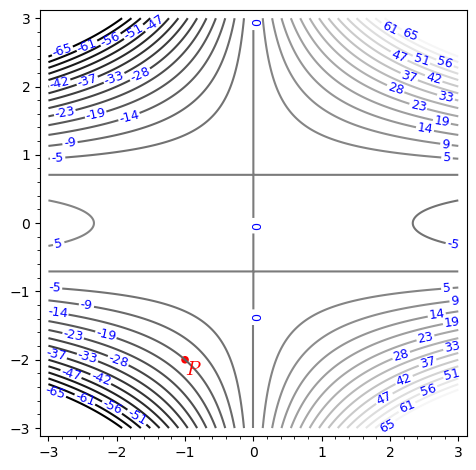 3
2
1
0
−1
−2
−3
−3 −2 −1 0 1 2 3
-65 -61 -56 -51 -47
-42 -37 -33 -28
-23 -19 -14
-9
-5
0
61 65
47 51 56
37 42
28 33
23
14 19
9
5
5 0 -5
-5 0 5
-9 9
-14 14
-19 19
-23 23
-37 -33 -28 28 37 33
-47 -42 42 51 56
-65 -61 -56 -51 47 61
65
P